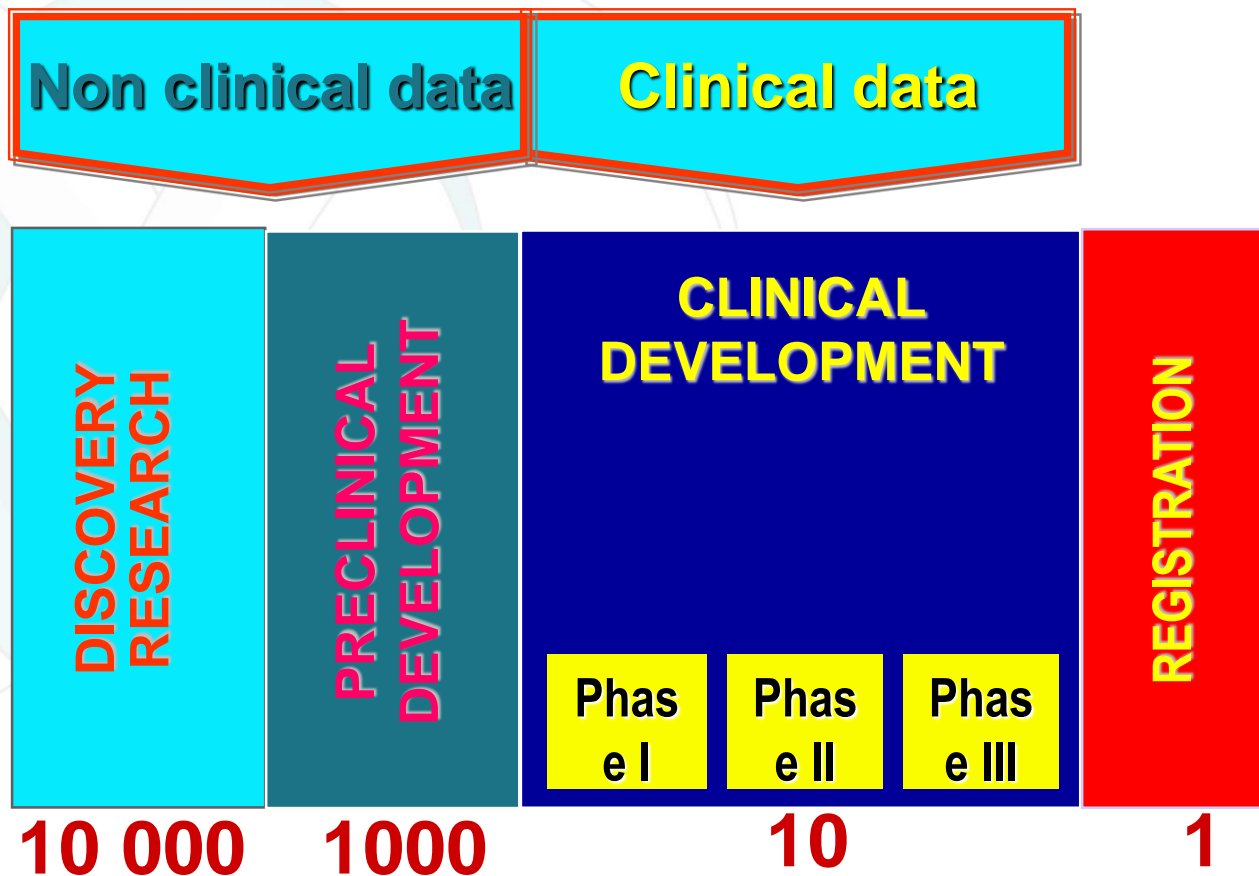 Non clinical data
Clinical data
DISCOVERY
RESEARCH
PRECLINICAL
DEVELOPMENT
CLINICAL
DEVELOPMENT
Phas
e I
Phas
e II
Phas
e III
REGISTRATION
10 000
1000
10
1